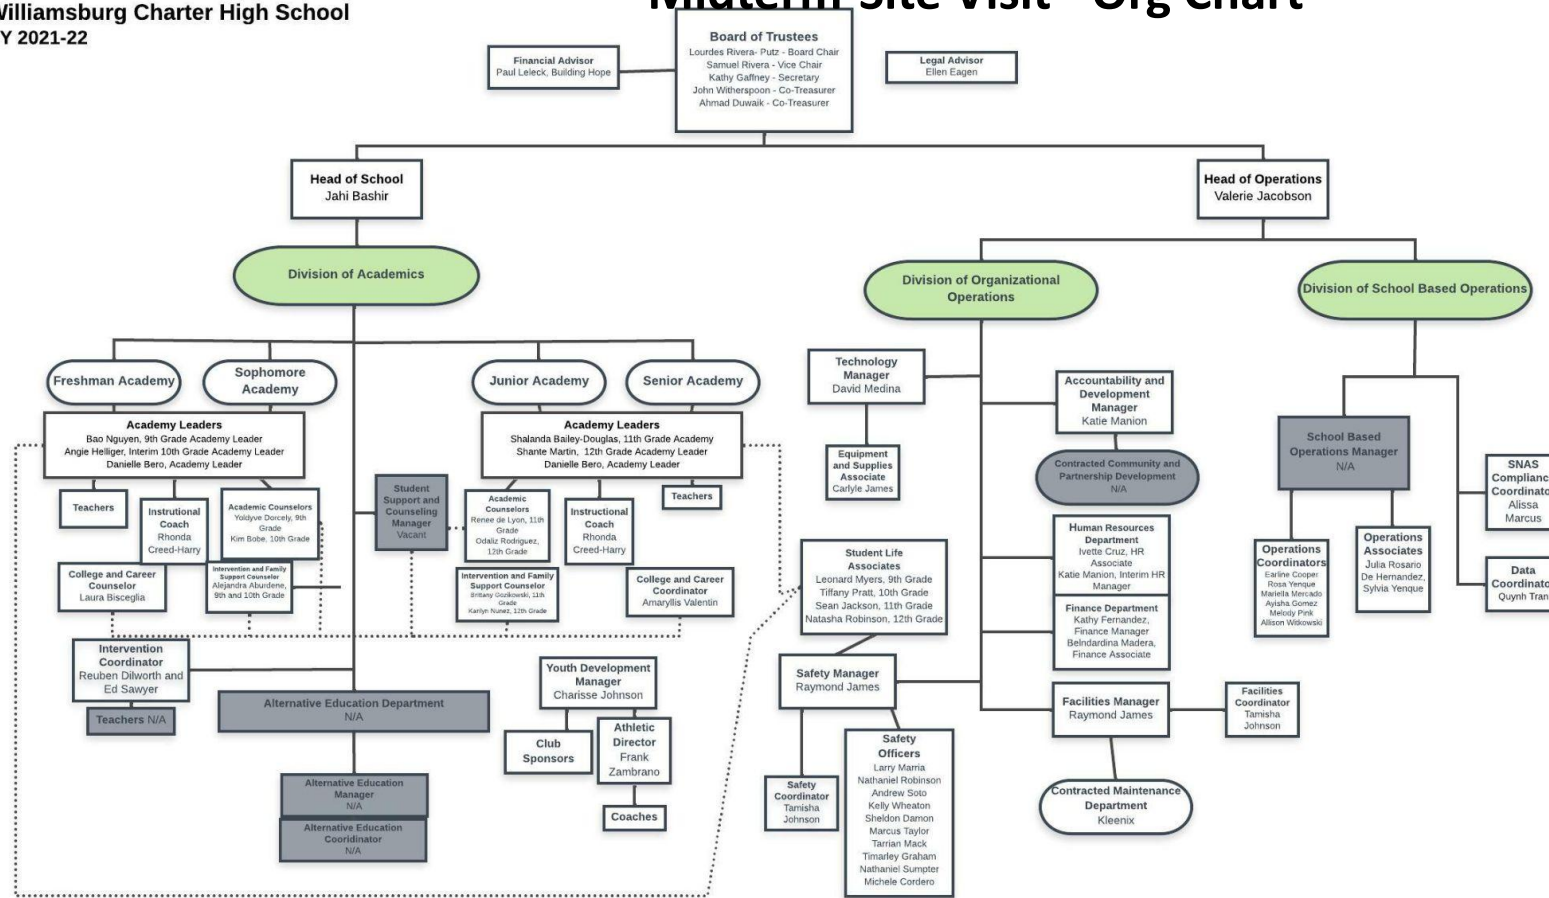 Williamsburg Charter High School
Y 2021-22
Midterm Site Visit - Org Chart
Board of Trustees
Lourdes Rivera- Putz - Board Chair
Samuel Rivera - Vice Chair
Kathy Gaffney - Secretary
John Witherspoon - Co-Treasurer
Ahmad Duwaik - Co-Treasurer
Financial Advisor
Paul Leleck, Building Hope
Legal Advisor
Ellen Eagen
Head of School
Jahi Bashir
Head of Operations
Valerie Jacobson
Division of Academics
Division of Organizational
Operations
Division of School Based Operations
Freshman Academy
Sophomore
Academy
Junior Academy
Senior Academy
Academy Leaders
Bao Nguyen, 9th Grade Academy Leader
Angie Helliger, Interim 10th Grade Academy Leader
Danielle Bero, Academy Leader
Academy Leaders
Shalanda Bailey-Douglas, 11th Grade Academy
Shante Martin, 12th Grade Academy Leader
Danielle Bero, Academy Leader
Teachers
Instrutional
Coach
Rhonda
Creed-Harry
Academic Counselors
Yoldyve Dorcely, 9th
Grade
Kim Bobe, 10th Grade
College and Career
Counselor
Laura Bisceglia
Intervention and Family
Support Counselor
Alejandra Aburdene,
9th and 10th Grade
Student
Support and
Counseling
Manager
Vacant
Academic
Counselors
Renee de Lyon, 11th
Grade
Odaliz Rodriguez,
12th Grade
Instructional
Coach
Rhonda
Creed-Harry
Teachers
Intervention and Family
Support Counselor
Brittany Gozikowski, 11th
Grade
Karilyn Nunez, 12th Grade
College and Career
Coordinator
Amaryllis Valentin
Intervention
Coordinator
Reuben Dilworth and
Ed Sawyer
Teachers N/A
Alternative Education Department
N/A
Alternative Education
Manager
N/A
Alternative Education
Cooridinator
N/A
Youth Development
Manager
Charisse Johnson
Club
Sponsors
Athletic
Director
Frank
Zambrano
Coaches
Technology
Manager
David Medina
Equipment
and Supplies
Associate
Carlyle James
Student Life
Associates
Leonard Myers, 9th Grade
Tiffany Pratt, 10th Grade
Sean Jackson, 11th Grade
Natasha Robinson, 12th Grade
Safety Manager
Raymond James
Safety
Coordinator
Tamisha
Johnson
Safety
Officers
Larry Marria
Nathaniel Robinson
Andrew Soto
Kelly Wheaton
Sheldon Damon
Marcus Taylor
Tarrian Mack
Timarley Graham
Nathaniel Sumpter
Michele Cordero
Accountability and
Development
Manager
Katie Manion
Contracted Community and
Partnership Development
N/A
Human Resources
Department
Ivette Cruz, HR
Associate
Katie Manion, Interim HR
Manager
Finance Department
Kathy Fernandez,
Finance Manager
Belndardina Madera,
Finance Associate
Facilities Manager
Raymond James
Facilities
Coordinator
Tamisha
Johnson
Contracted Maintenance
Department
Kleenix
School Based
Operations Manager
N/A
Operations
Coordinators
Earline Cooper
Rosa Yenque
Mariella Mercado
Ayisha Gomez
Melody Pink
Allison Witkowski
Operations
Associates
Julia Rosario
De Hernandez,
Sylvia Yenque
SNAS
Complianc
Coordinato
Alissa
Marcus
Data
Coordinato
Quynh Tran